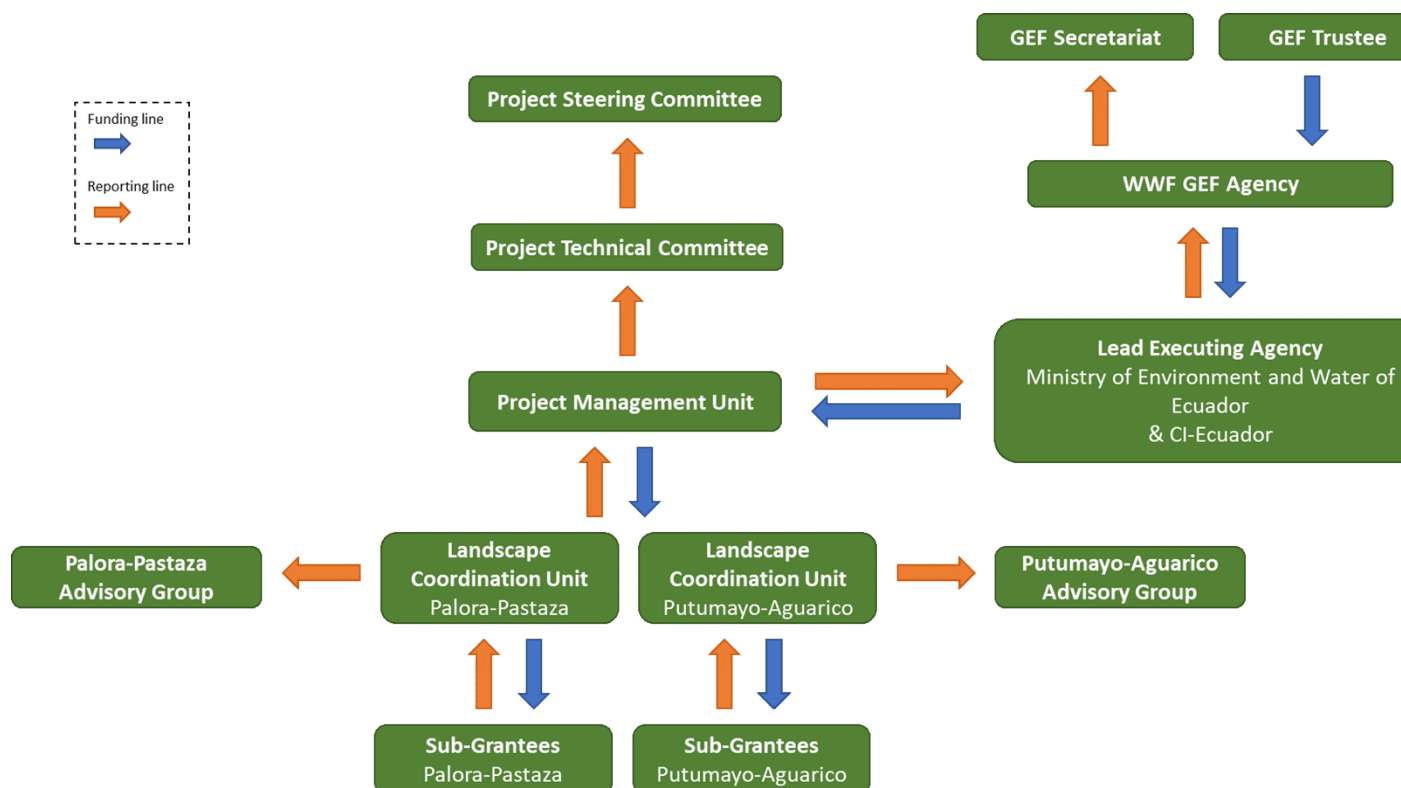 GEF Secretariat
GEF Trustee
Project Steering Committee
Funding line
Reporting line
WWF GEF Agency
Project Technical Committee
Lead Executing Agency
Ministry of Environment and Water of
Ecuador
& CI-Ecuador
Project Management Unit
Palora-Pastaza
Advisory Group
Landscape
Coordination Unit
Palora-Pastaza
Landscape
Coordination Unit
Putumayo-Aguarico
Putumayo-Aguarico
Advisory Group
Sub-Grantees
Palora-Pastaza
Sub-Grantees
Putumayo-Aguarico